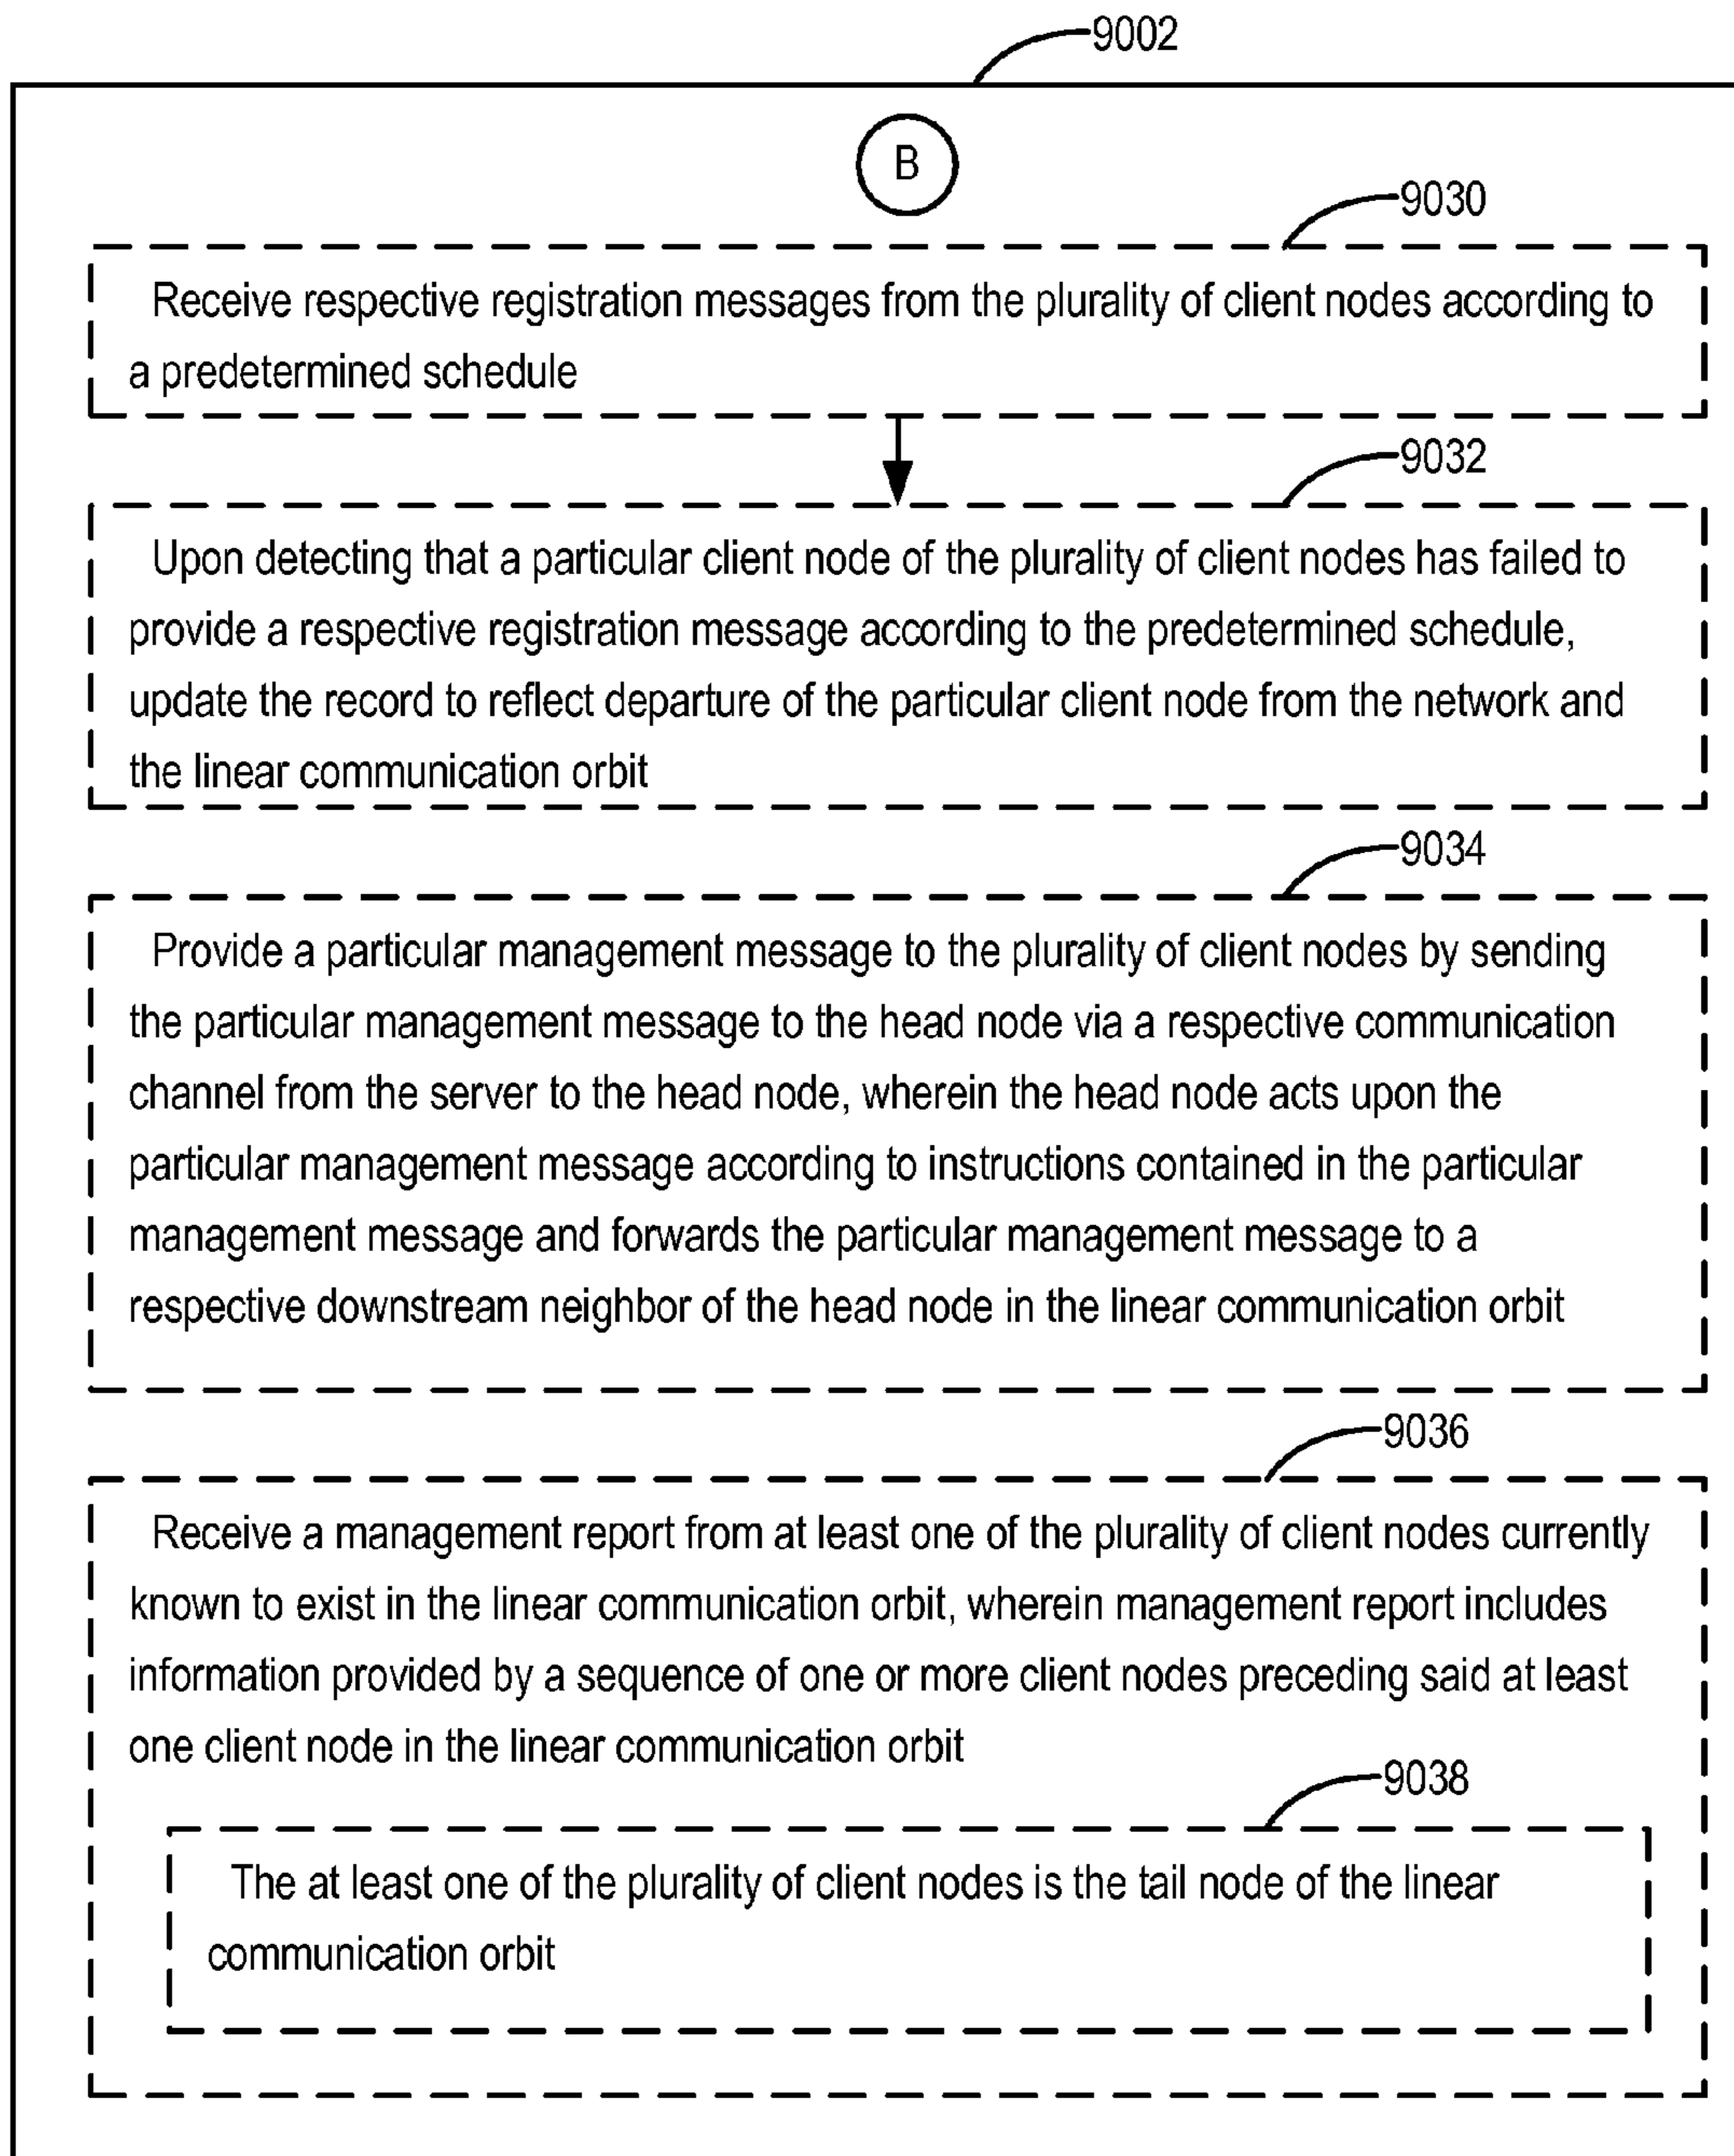 9002
B
9030
Receive respective registration messages from the plurality of client nodes according to
a predetermined schedule
9032
Upon detecting that a particular client node of the plurality of client nodes has failed to
provide a respective registration message according to the predetermined schedule,
update the record to reflect departure of the particular client node from the network and
the linear communication orbit
9034
Provide a particular management message to the plurality of client nodes by sending
the particular management message to the head node via a respective communication
channel from the server to the head node, wherein the head node acts upon the
particular management message according to instructions contained in the particular
management message and forwards the particular management message to a
respective downstream neighbor of the head node in the linear communication orbit
9036
Receive a management report from at least one of the plurality of client nodes currently
known to exist in the linear communication orbit, wherein management report includes
information provided by a sequence of one or more client nodes preceding said at least
one client node in the linear communication orbit
9038
The at least one of the plurality of client nodes is the tail node of the linear
communication orbit